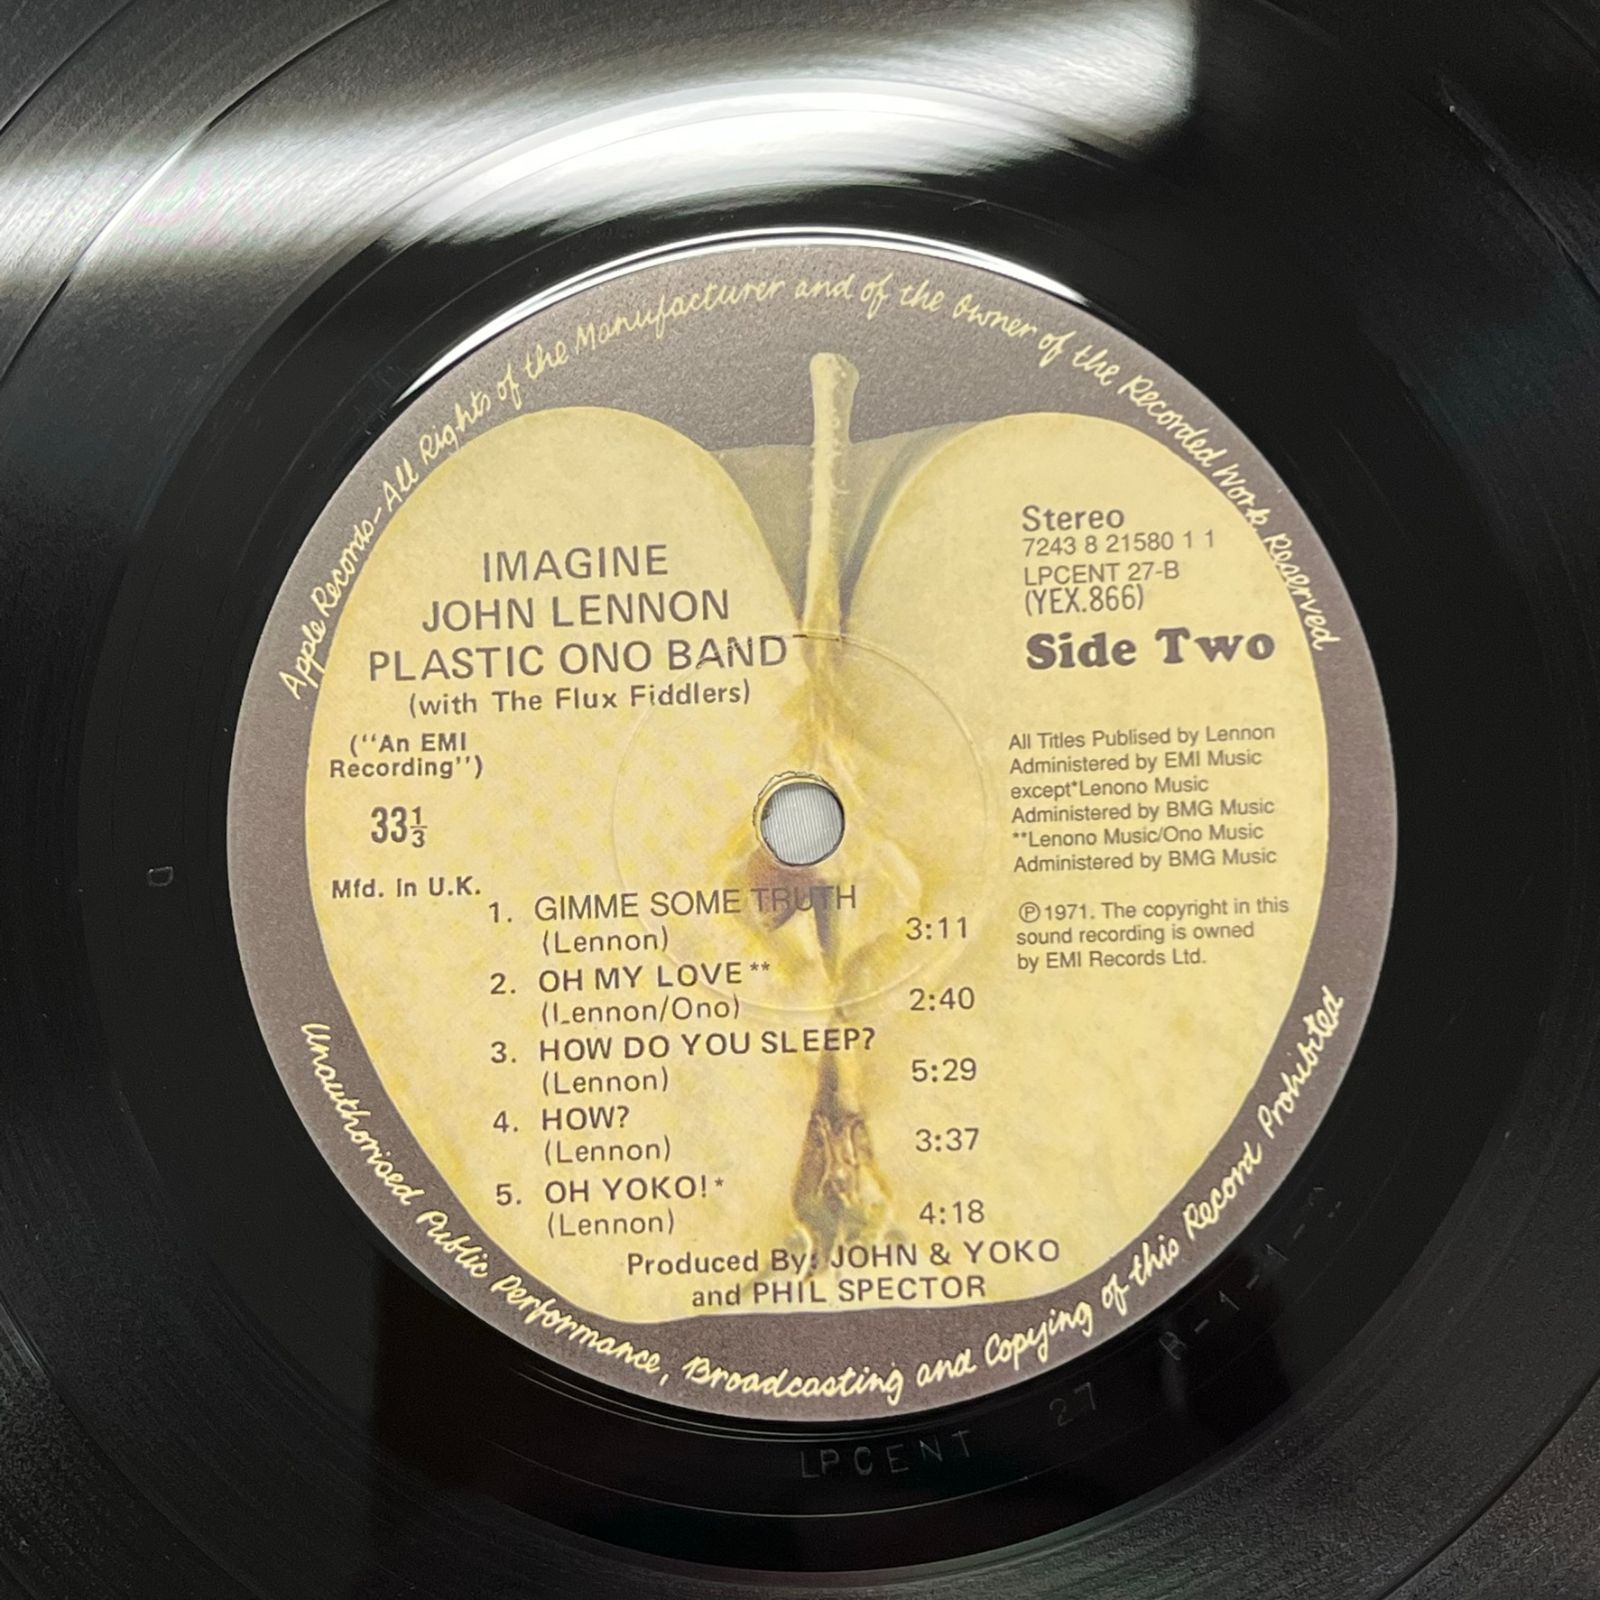 Apple Records-All Rights of the Manufacturer and of the Owner of the Recorded Work Reserved
IMAGINE
JOHN LENNON
PLASTIC ONO BAND
(with The Flux Fiddlers)
(“An EMI
Recording”)
33⅓
Mfd. in U.K.
Stereo
7243 8 21580 1 1
LPCENT 27-B
(YEX.866)
Side Two
All Titles Publised by Lennon
Administered by EMI Music
except*Lenono Music
Administered by BMG Music
**Lenono Music/Ono Music
Administered by BMG Music
℗1971. The copyright in this
sound recording is owned
by EMI Records Ltd.
1. GIMME SOME TRUTH
(Lennon) 3:11
2. OH MY LOVE**
(Lennon/Ono) 2:40
3. HOW DO YOU SLEEP?
(Lennon) 5:29
4. HOW?
(Lennon) 3:37
5. OH YOKO!*
(Lennon) 4:18
Produced By: JOHN & YOKO
and PHIL SPECTOR
Unauthorised Public Performance, Broadcasting and Copying of this Record Prohibited
LPCENT 27